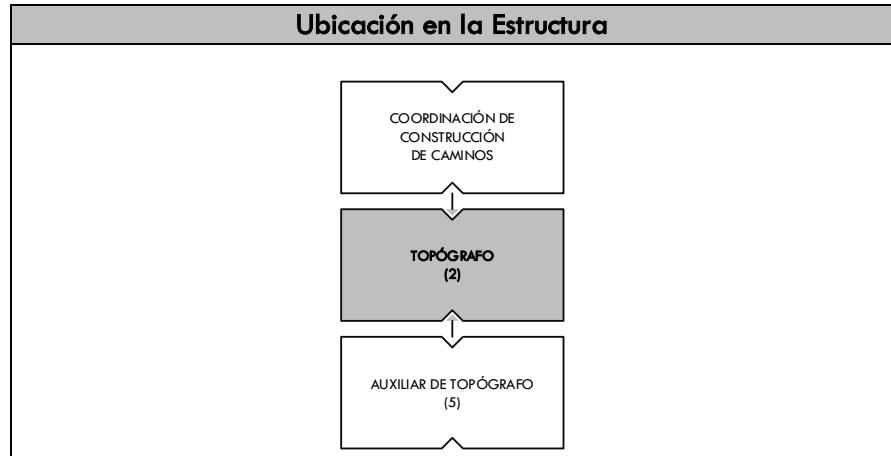 Ubicación en la Estructura
COORDINACIÓN DE
CONSTRUCCIÓN
DE CAMINOS
TOPÓGRAFO
(2)
AUXILIAR DE TOPÓGRAFO
(5)